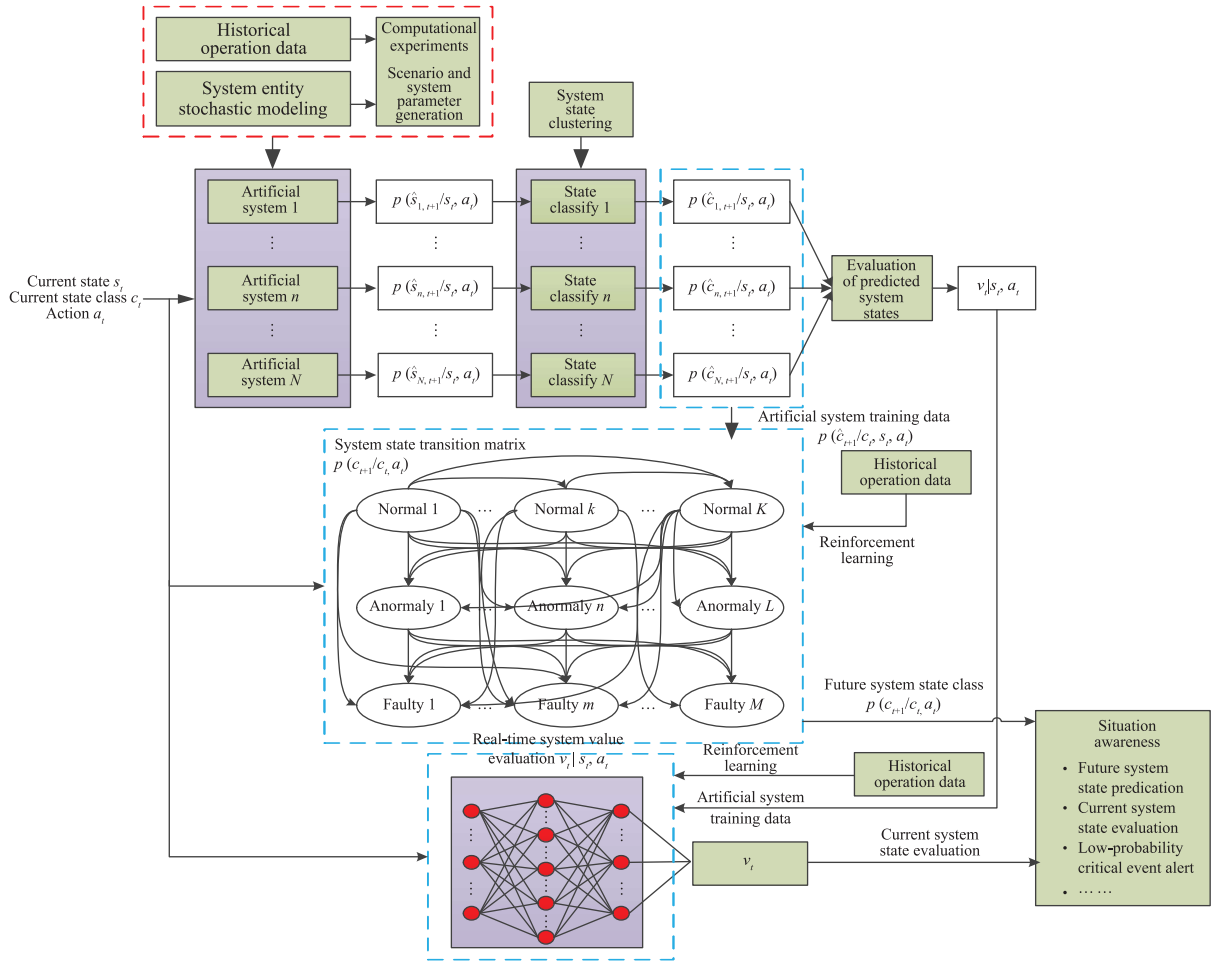 Historical
operation data
Computational
experiments
System entity
stochastic modeling
Scenario and
system
parameter
generation
System
state
clustering
Artificial
system 1
p (ŝ₁, ₜ₊₁/sₜ, aₜ)
State
classify 1
p (ĉ₁, ₜ₊₁/sₜ, aₜ)
⋮
⋮
⋮
⋮
Current state sₜ
Current state class cₜ
Action aₜ
Artificial
system n
p (ŝₙ, ₜ₊₁/sₜ, aₜ)
State
classify n
p (ĉₙ, ₜ₊₁/sₜ, aₜ)
Evaluation
of predicted
system
states
vₜ|sₜ, aₜ
⋮
⋮
⋮
⋮
Artificial
system N
p (ŝ_N, ₜ₊₁/sₜ, aₜ)
State
classify N
p (ĉ_N, ₜ₊₁/sₜ, aₜ)
Artificial system training data
p (ĉₜ₊₁/cₜ, sₜ, aₜ)
System state transition matrix
p (cₜ₊₁/cₜ, aₜ)
Historical
operation data
Reinforcement
learning
Normal 1
...
Normal k
...
Normal K
Anormaly 1
...
Anormaly n
...
Anormaly L
Faulty 1
...
Faulty m
...
Faulty M
Future system state class
p (cₜ₊₁/cₜ, aₜ)
Real-time system value
evaluation vₜ| sₜ, aₜ
Reinforcement
learning
Historical
operation data
Artificial system
training data
vₜ
Current system
state evaluation
Situation
awareness
• Future system
state predication
• Current system
state evaluation
• Low-probability
critical event alert
• ... ...